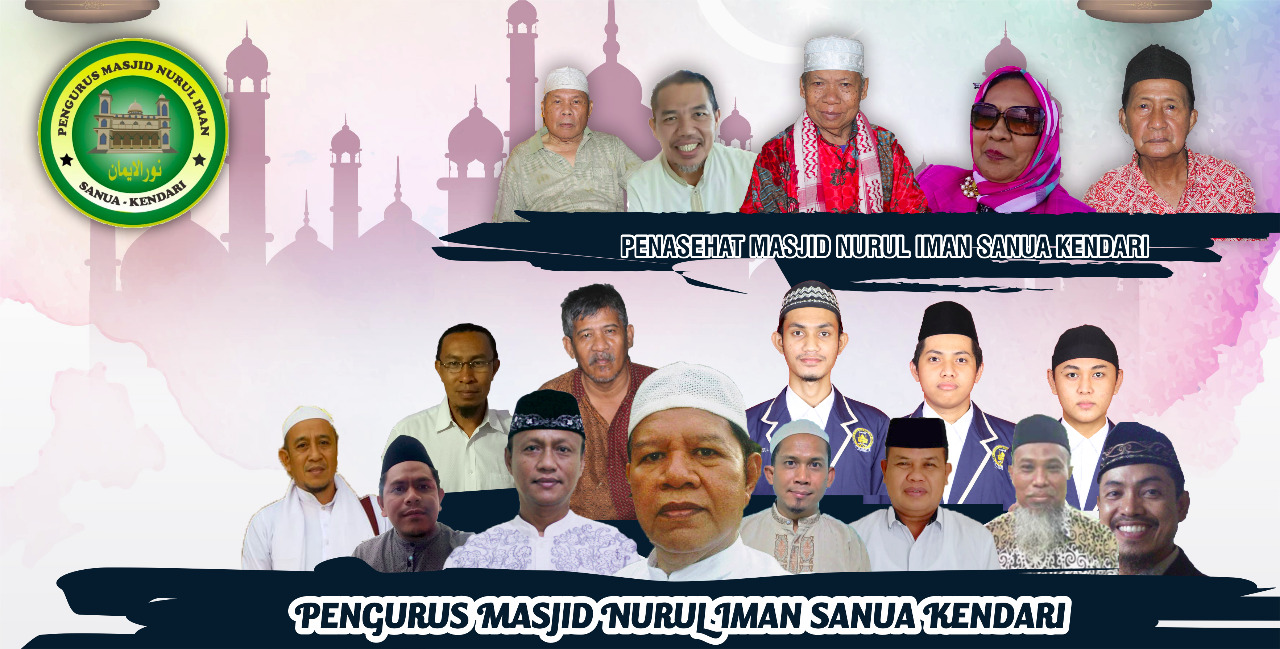 PENGURUS MASJID NURUL IMAN
نورالايمان
SANUA - KENDARI
PENASEHAT MASJID NURUL IMAN SANUA KENDARI
PENGURUS MASJID NURUL IMAN SANUA KENDARI